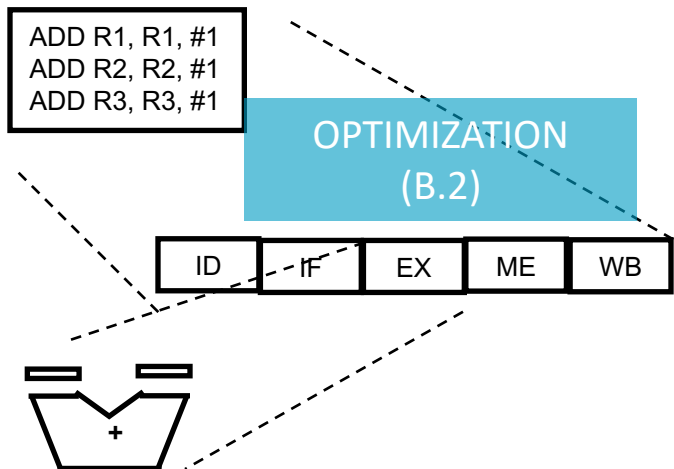 ADD R1, R1, #1
ADD R2, R2, #1
ADD R3, R3, #1
OPTIMIZATION
(B.2)
ID IF EX ME WB
+